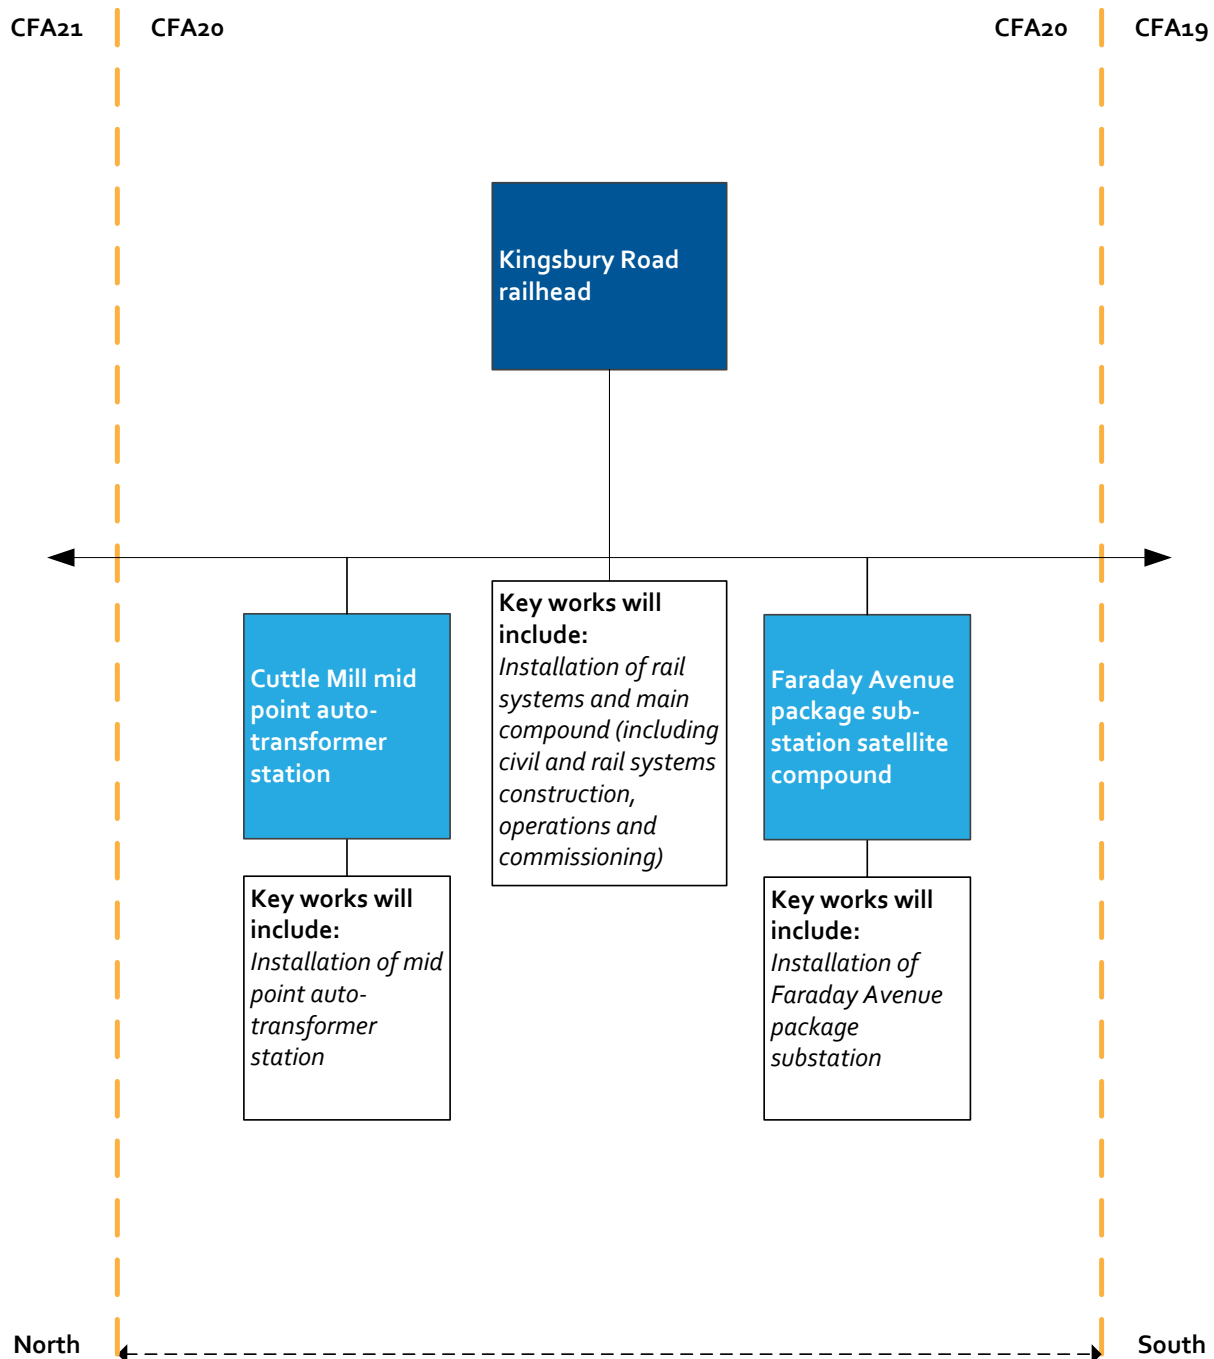 CFA21
CFA20
CFA20
CFA19
Kingsbury Road
railhead
Cuttle Mill mid
point auto-
transformer
station
Key works will
include:
Installation of mid
point auto-
transformer
station
Key works will
include:
Installation of rail
systems and main
compound (including
civil and rail systems
construction,
operations and
commissioning)
Faraday Avenue
package sub-
station satellite
compound
Key works will
include:
Installation of
Faraday Avenue
package
substation
North
South